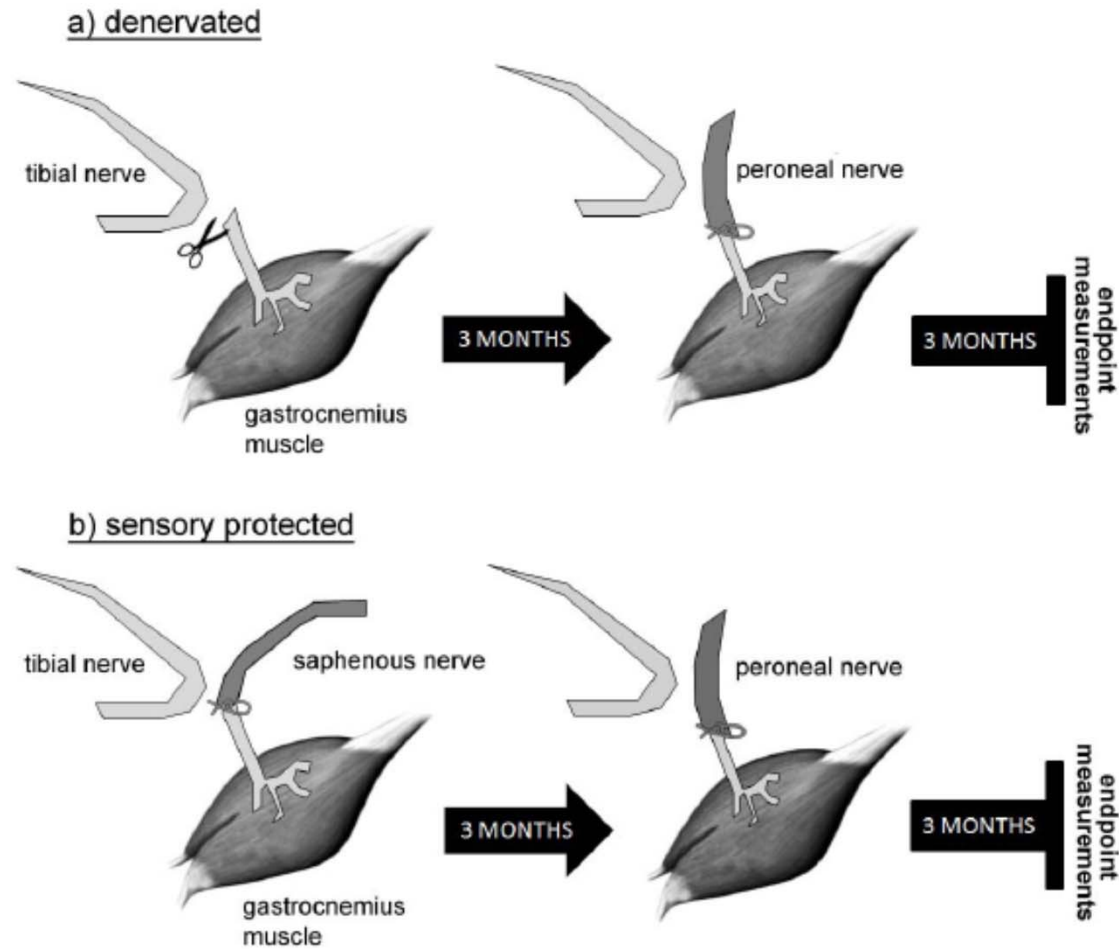 a) denervated
tibial nerve
peroneal nerve
gastrocnemius
muscle
3 MONTHS
3 MONTHS
endpoint
measurements
b) sensory protected
tibial nerve
saphenous nerve
peroneal nerve
gastrocnemius
muscle
3 MONTHS
3 MONTHS
endpoint
measurements